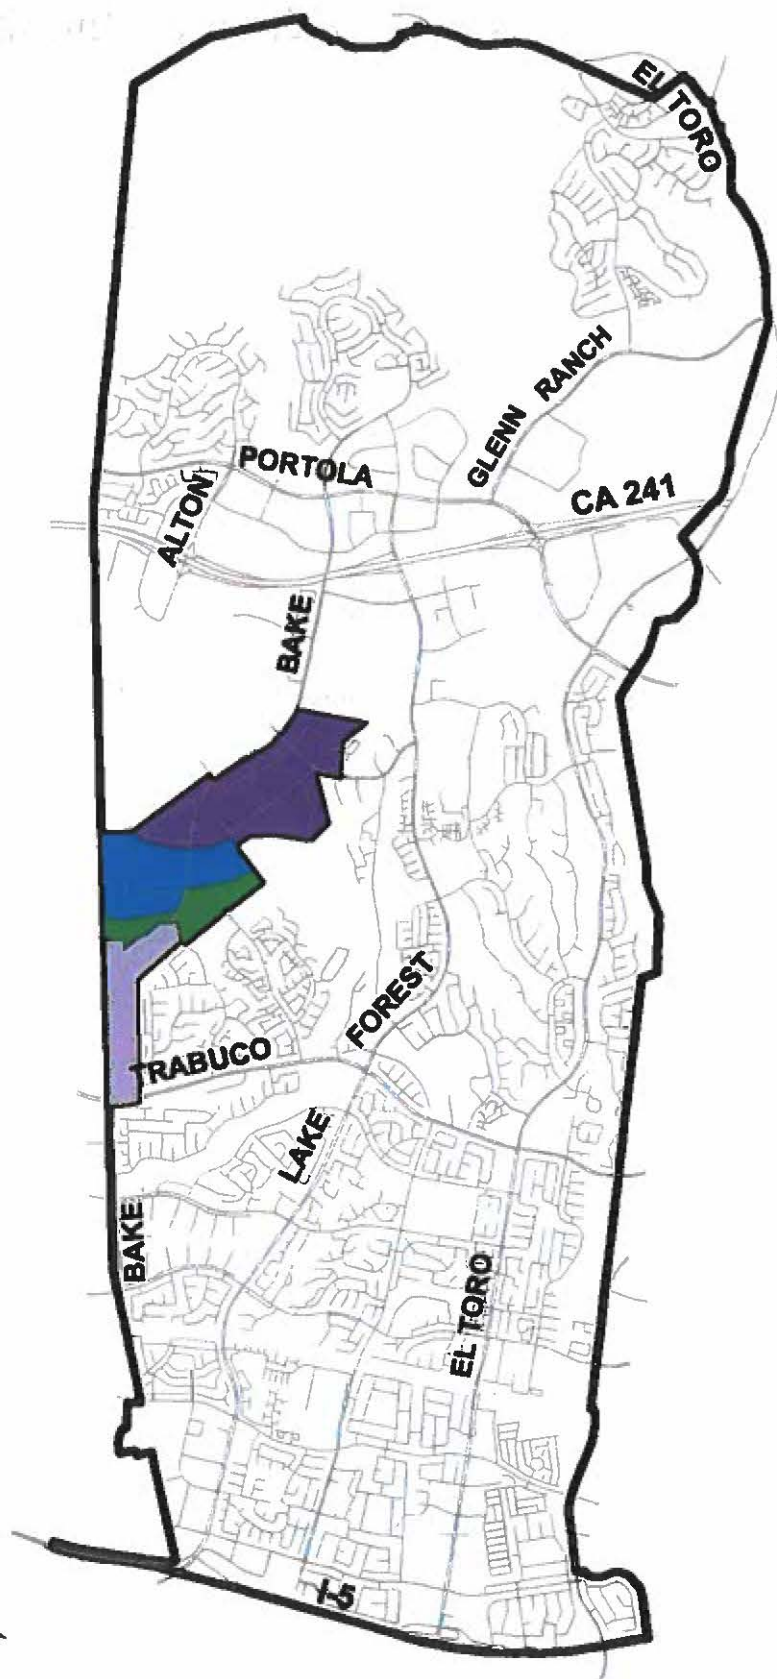 EL TORO
GLENN RANCH
PORTOLA
CA 241
ALTON
BAKE
FOREST
TRABUCO
LAKE
BAKE
EL TORO
I-5